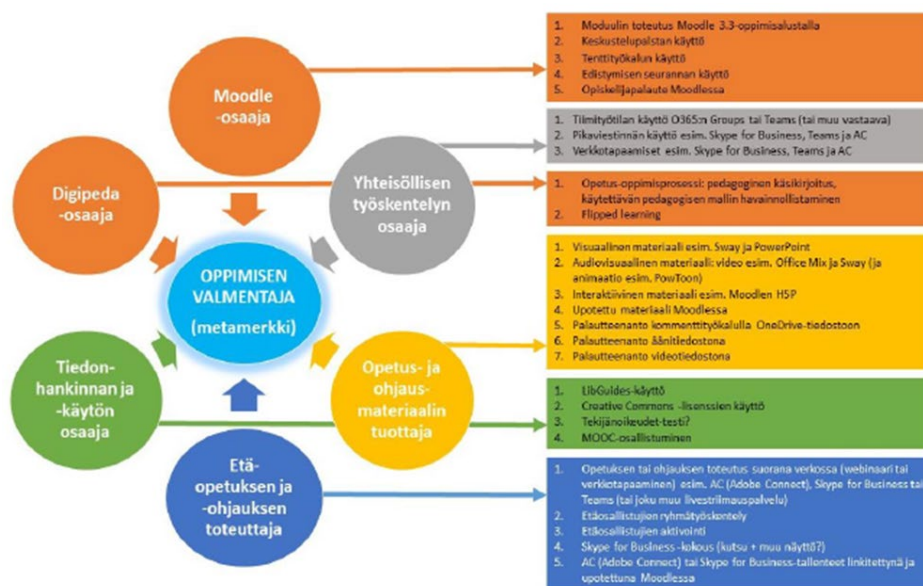 Moodle
-osaaja
1. Moduulin toteutus Moodle 3.3-oppimisalustalla
2. Keskustelupalstan käyttö
3. Tenttityökalun käyttö
4. Edistymisen seurannan käyttö
5. Opiskelijapalaute Moodlessa
Yhteisöllisen
työskentelyn
osaaja
1. Tiimityötilan käyttö O365:n Groups tai Teams (tai muu vastaava)
2. Pikaviestinnän käyttö esim. Skype for Business, Teams ja AC
3. Verkkotapaamiset esim. Skype for Business, Teams ja AC
Digipeda
-osaaja
1. Opetus-oppimisprosessi: pedagoginen käsikirjoitus,
käytettävän pedagogisen mallin havainnollistaminen
2. Flipped learning
OPPIMISEN
VALMENTAJA
(metamerkki)
Opetus- ja
ohjaus-
materiaalin
tuottaja
1. Visuaalinen materiaali esim. Sway ja PowerPoint
2. Audiovisuaalinen materiaali: video esim. Office Mix ja Sway (ja
animaatio esim. PowToon)
3. Interaktiivinen materiaali esim. Moodlen H5P
4. Upotettu materiaali Moodlessa
5. Palautteenanto kommenttityökalulla OneDrive-tiedostoon
6. Palautteenanto äänitiedostona
7. Palautteenanto videotiedostona
Tiedon-
hankinnan ja
-käytön
osaaja
1. LibGuides-käyttö
2. Creative Commons -lisenssien käyttö
3. Tekijänoikeudet-testi?
4. MOOC-osallistuminen
Etä-
opetuksen ja
-ohjauksen
toteuttaja
1. Opetuksen tai ohjauksen toteutus suorana verkossa (webinaari tai
verkkotapaaminen) esim. AC (Adobe Connect), Skype for Business tai
Teams (tai joku muu livestriimauspalvelu)
2. Etäosallistujien ryhmätyöskentely
3. Etäosallistujien aktivointi
4. Skype for Business -kokous (kutsu + muu näyttö?)
5. AC (Adobe Connect) tai Skype for Business-tallenteet linkitettynä ja
upotettuna Moodlessa